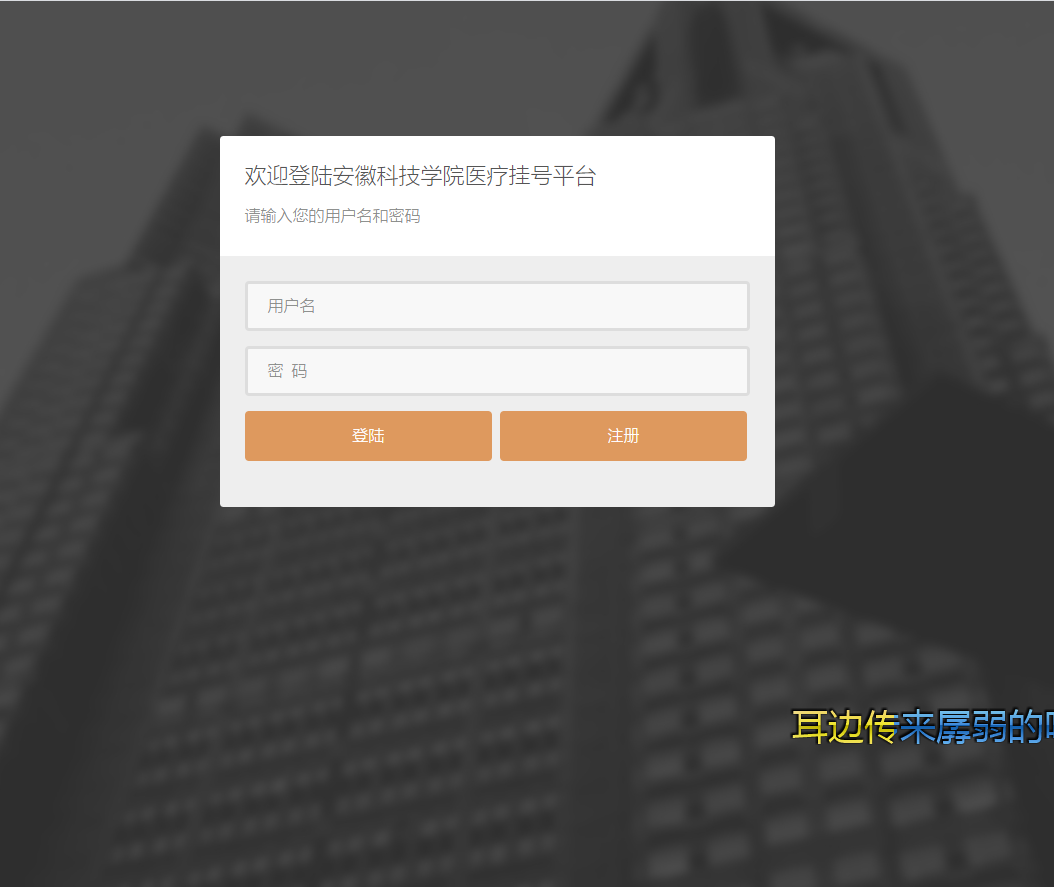 欢迎登陆安徽科技学院医疗挂号平台
请输入您的用户名和密码
用户名
密 码
登陆
注册
耳边传来孱弱的